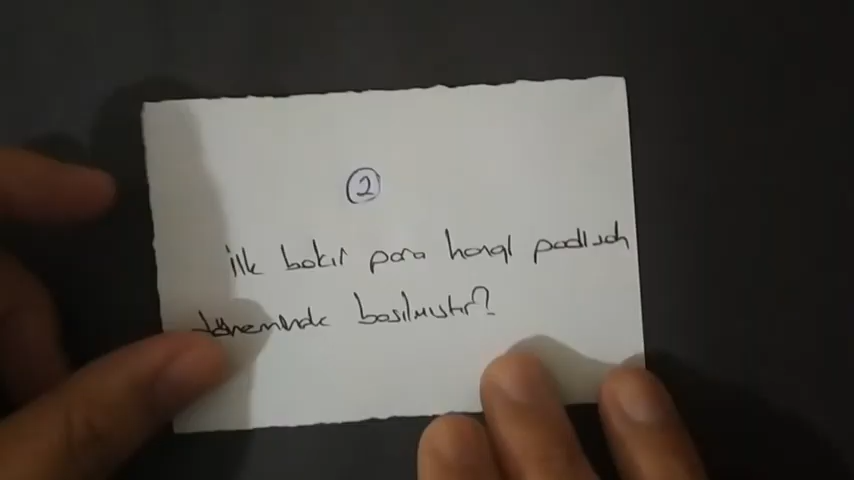 2
ilk bakır para hangi padişah
döneminde basılmıştır?